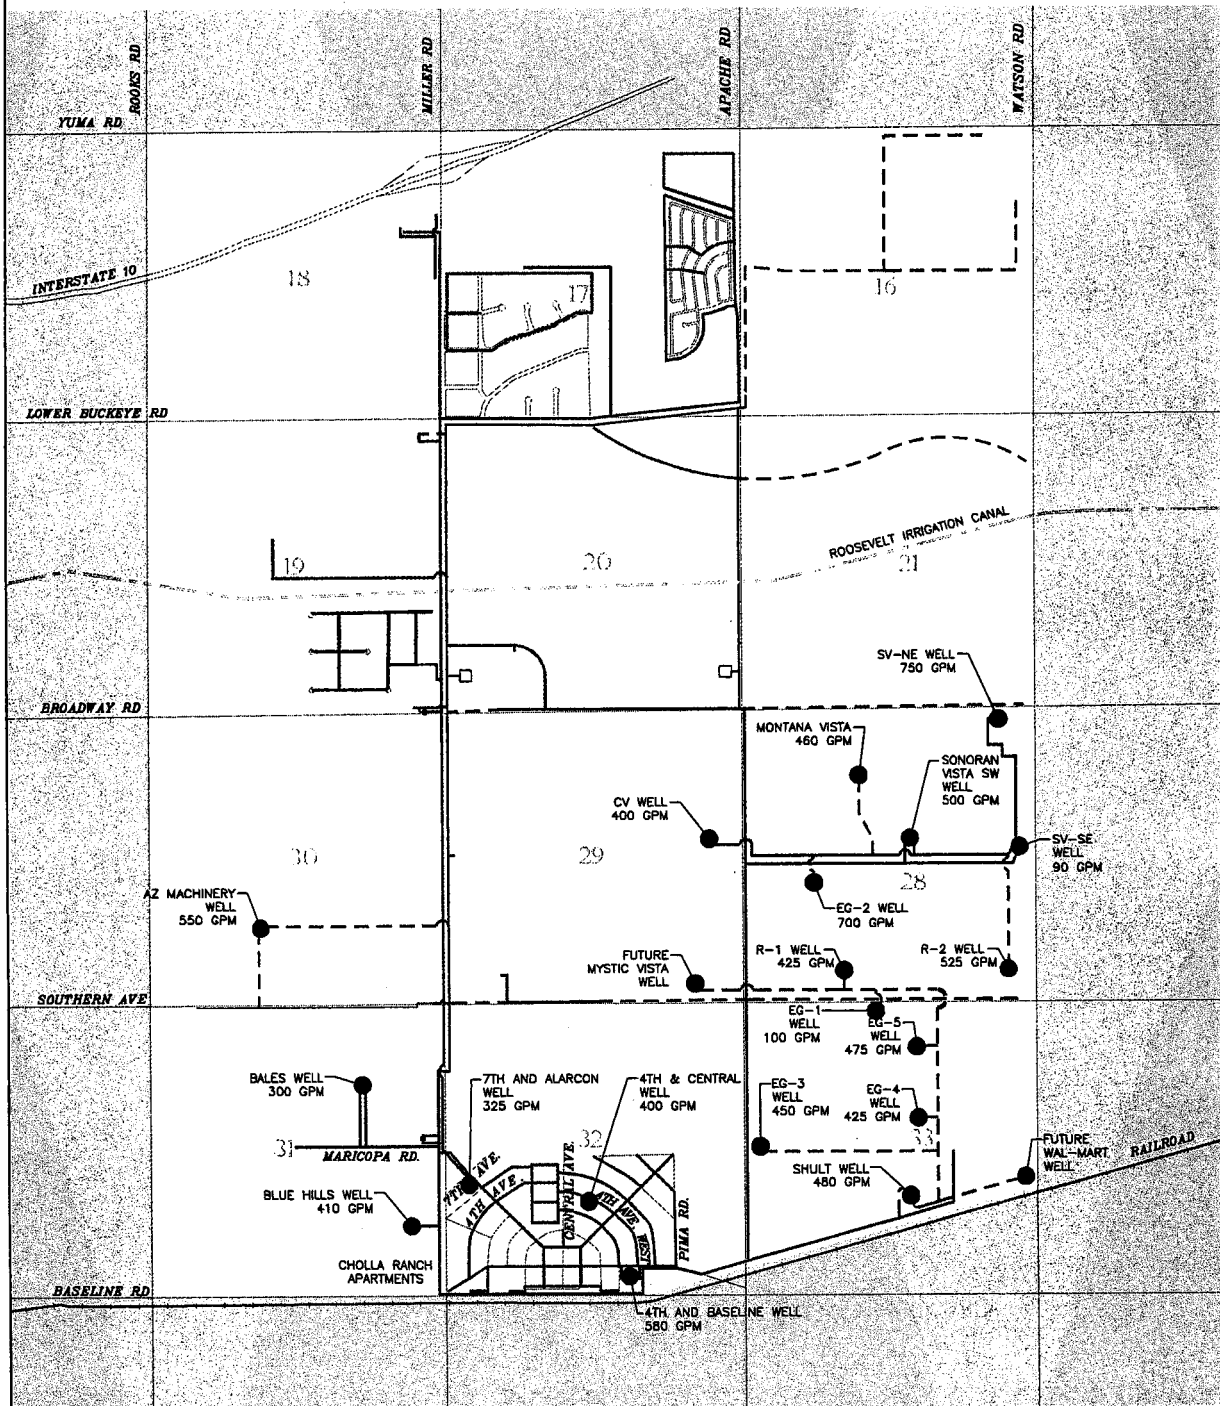 ROOKS RD
MILLER RD
APACHE RD
WATSON RD
YUMA RD
INTERSTATE 10
18
17
16
LOWER BUCKEYE RD
ROOSEVELT IRRIGATION CANAL
19
20
21
SV-NE WELL
750 GPM
BROADWAY RD
MONTANA VISTA
460 GPM
SONORAN
VISTA SW
WELL
500 GPM
CV WELL
400 GPM
SV-SE
WELL
90 GPM
30
29
28
AZ MACHINERY
WELL
550 GPM
EG-2 WELL
700 GPM
FUTURE
MYSTIC VISTA
WELL
R-1 WELL
425 GPM
R-2 WELL
525 GPM
SOUTHERN AVE
EG-1
WELL
100 GPM
EG-5
WELL
475 GPM
BALES WELL
300 GPM
7TH AND ALARCON
WELL
325 GPM
4TH & CENTRAL
WELL
400 GPM
EG-3
WELL
450 GPM
EG-4
WELL
425 GPM
31
MARICOPA RD.
32
33
FUTURE
WAL-MART
WELL
RAILROAD
7TH AVE.
4TH AVE.
CENTRAL AVE.
4TH AVE. WEST
PIMA RD.
SHULT WELL
480 GPM
BLUE HILLS WELL
410 GPM
CHOLLA RANCH
APARTMENTS
BASELINE RD
4TH AND BASELINE WELL
580 GPM